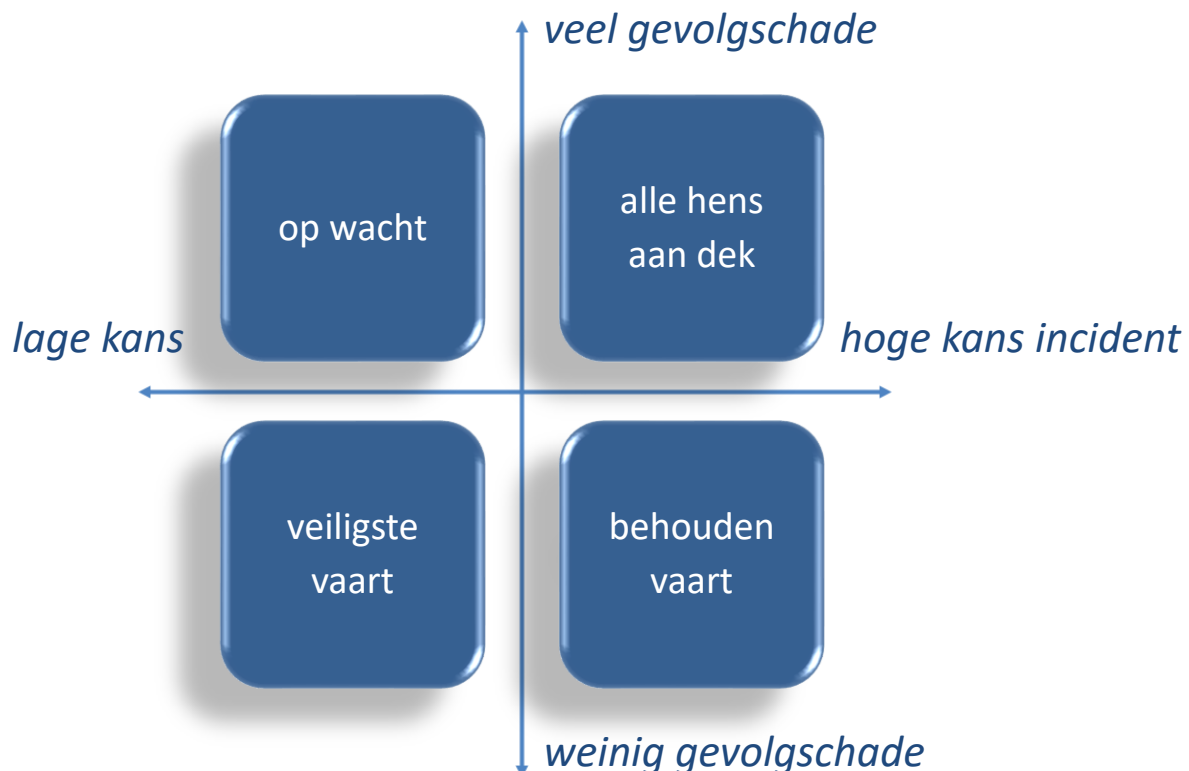 veel gevolgschade
op wacht
alle hens
aan dek
lage kans
hoge kans incident
veiligste
vaart
behouden
vaart
weinig gevolgschade